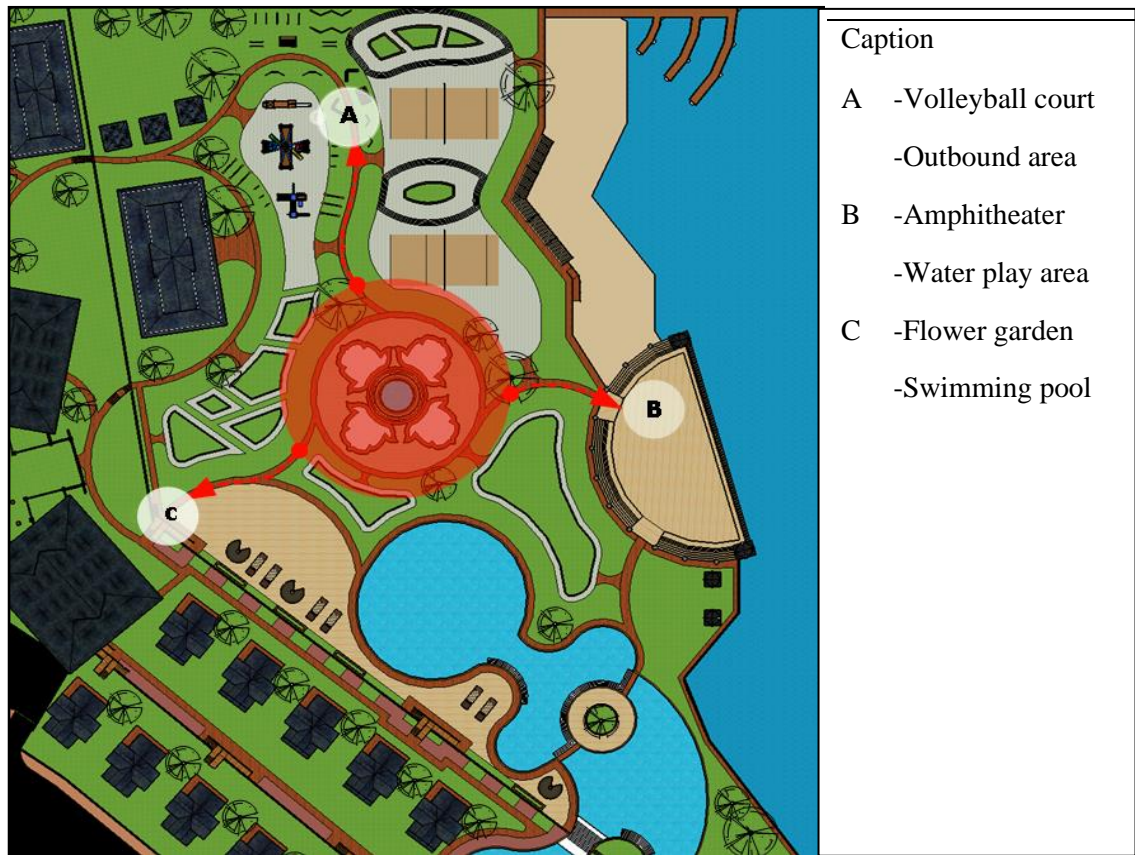 A
B
c
Caption
A -Volleyball court
-Outbound area
B -Amphitheater
-Water play area
C -Flower garden
-Swimming pool